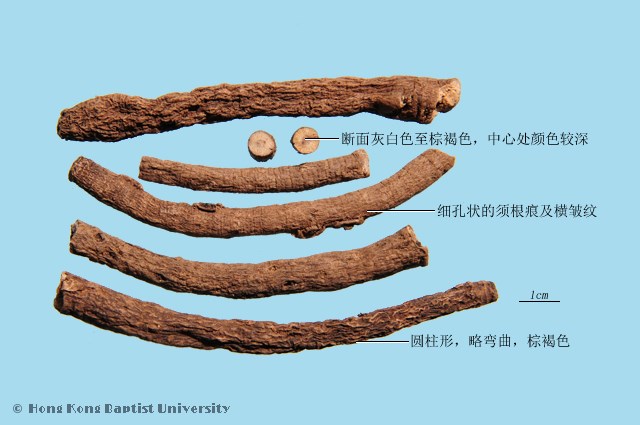 断面灰白色至棕褐色，中心处颜色较深
细孔状的须根痕及横皱纹
1cm
圆柱形，略弯曲，棕褐色
© Hong Kong Baptist University